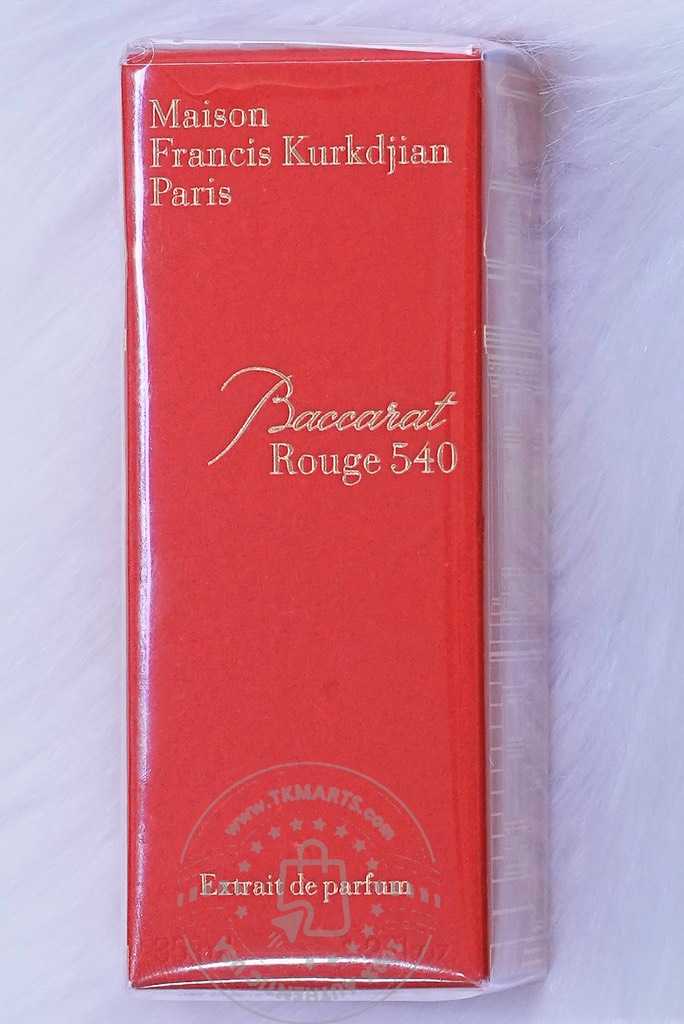 Maison
Francis Kurkdjian
Paris
Baccarat
Rouge 540
www.TKMARTS.com
Extrait de parfum